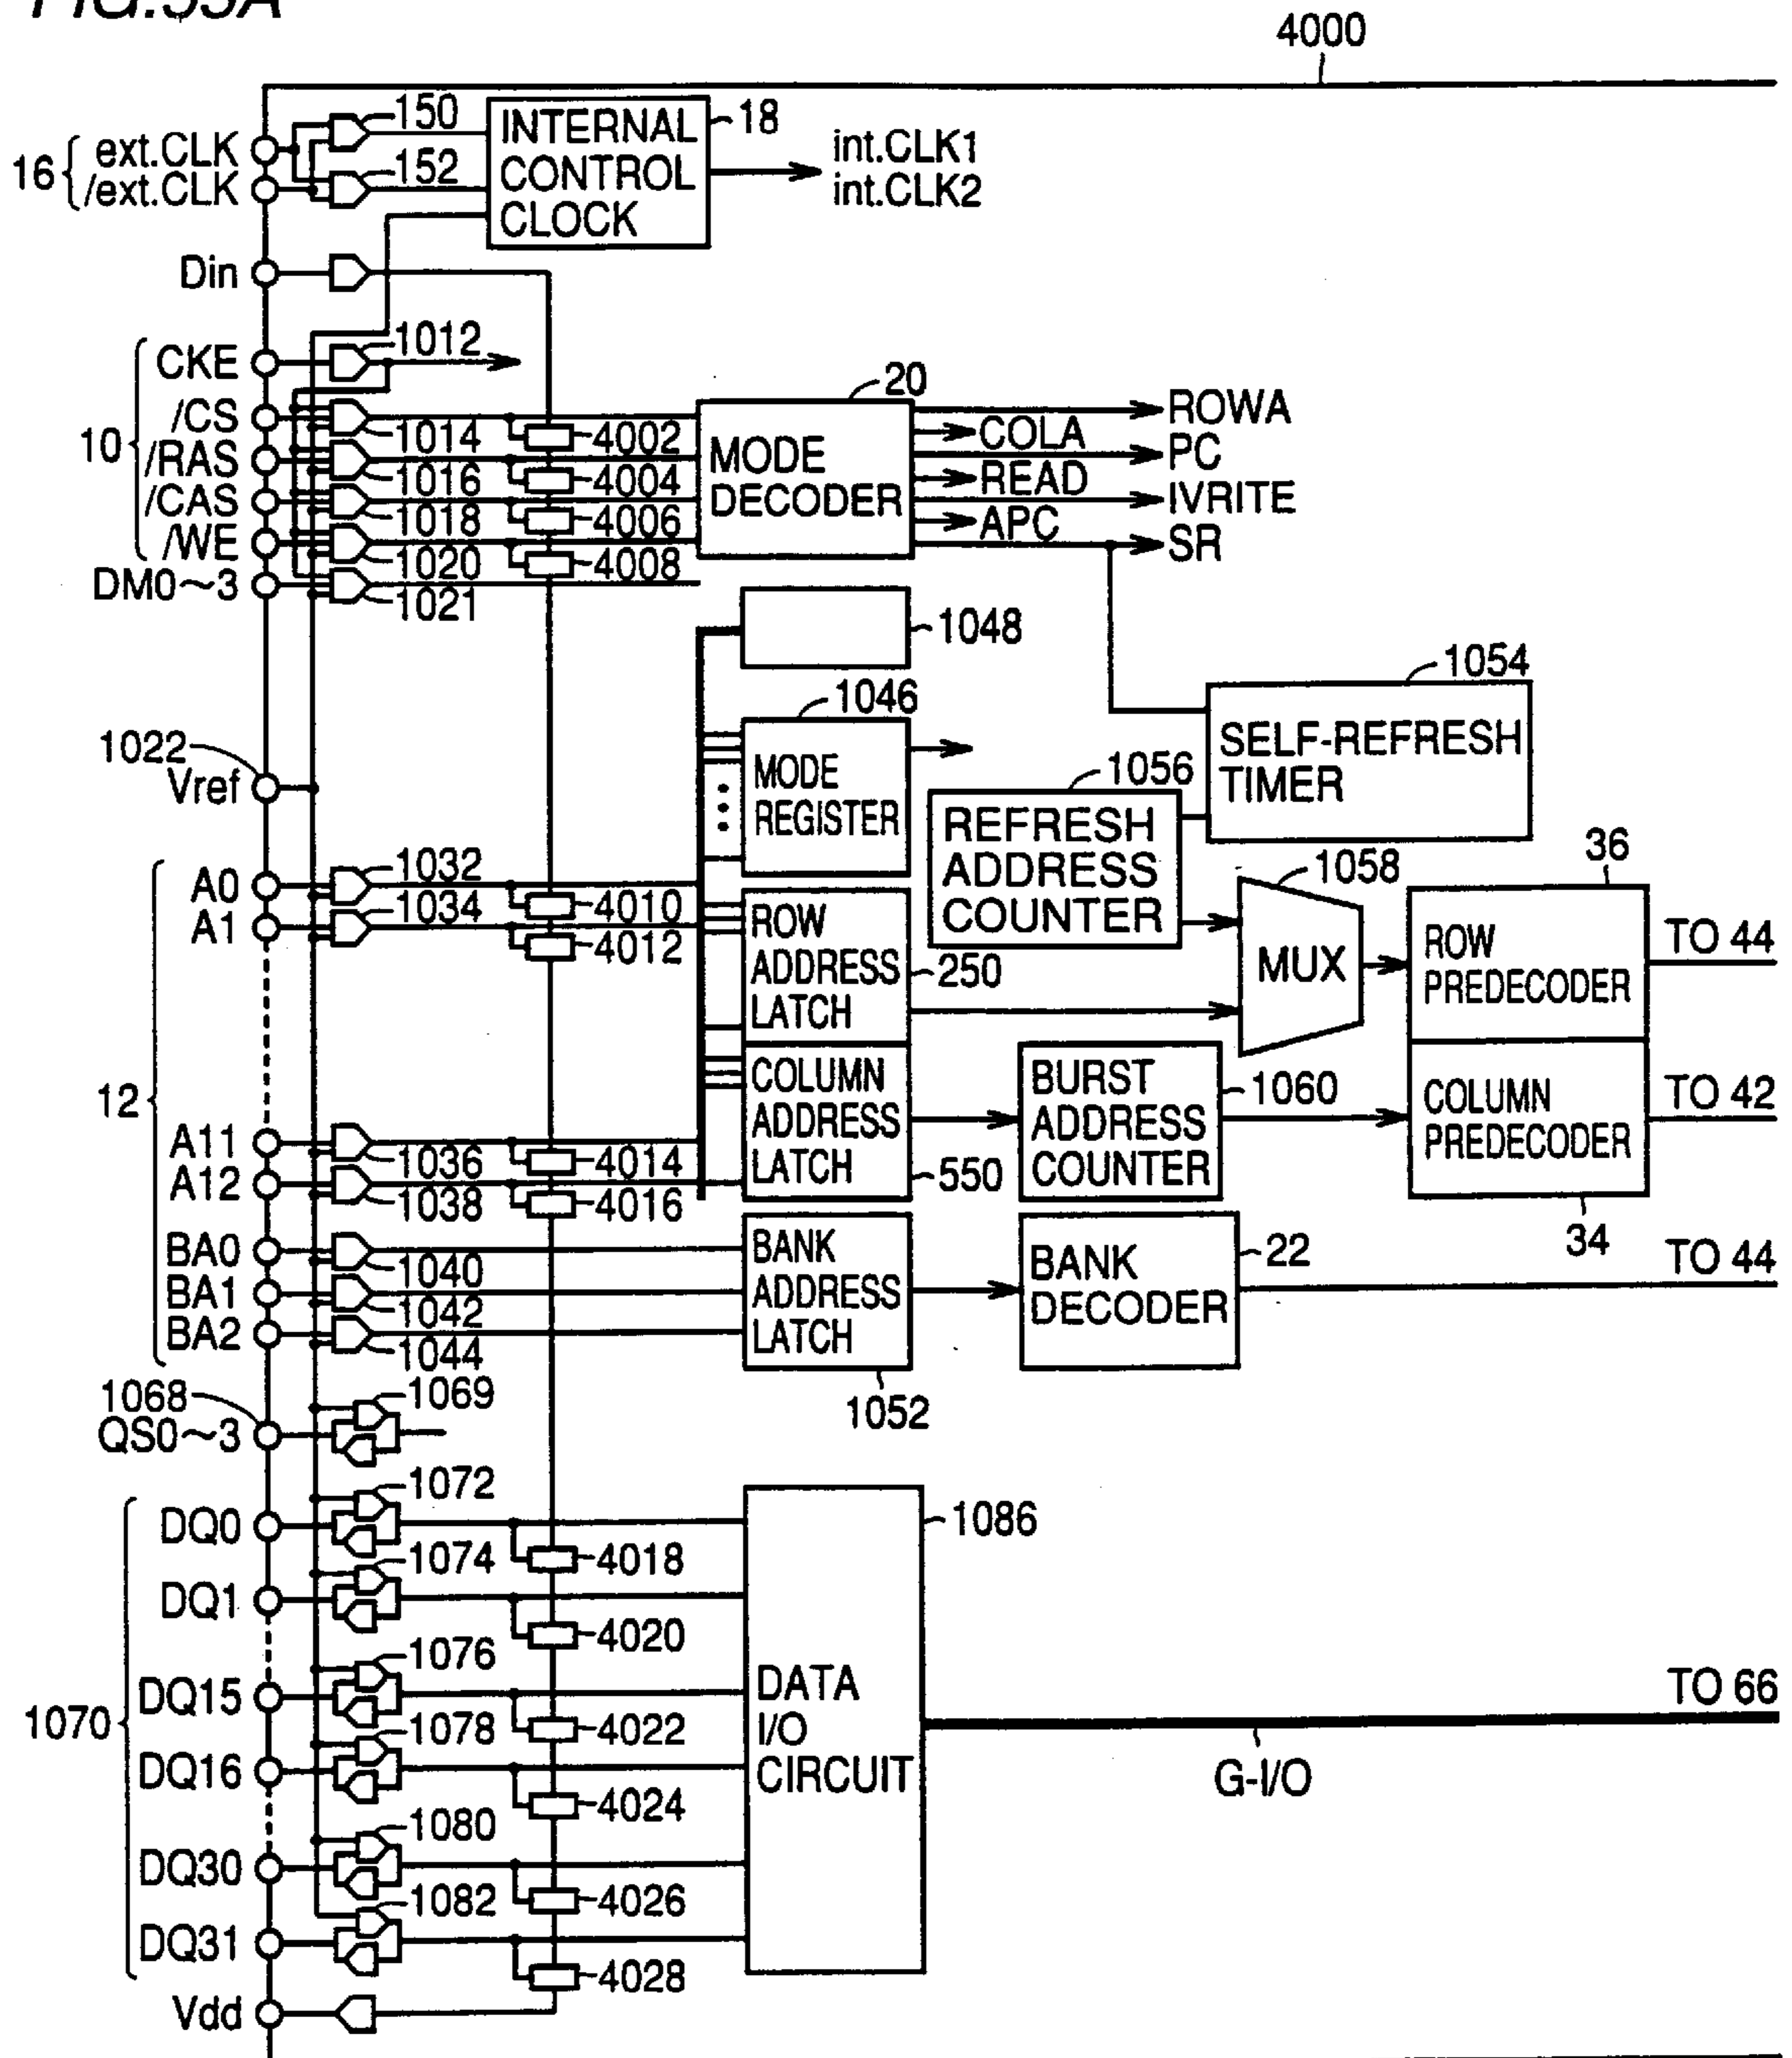 FIG.53A
4000
16
ext.CLK
/ext.CLK
150
152
INTERNAL
CONTROL
CLOCK
18
int.CLK1
int.CLK2
Din
10
CKE
1012
/CS
1014
/RAS
1016
/CAS
1018
/WE
1020
DM0~3
1021
4002
4004
4006
4008
20
MODE
DECODER
ROWA
COLA
PC
READ
IVRITE
APC
SR
1048
1046
MODE
REGISTER
1054
SELF-REFRESH
TIMER
1056
REFRESH
ADDRESS
COUNTER
1022
Vref
12
A0
1032
A1
1034
4010
4012
ROW
ADDRESS
LATCH
250
1058
MUX
36
ROW
PREDECODER
TO 44
A11
1036
A12
1038
4014
4016
COLUMN
ADDRESS
LATCH
550
BURST
ADDRESS
COUNTER
1060
COLUMN
PREDECODER
34
TO 42
BA0
1040
BA1
1042
BA2
1044
BANK
ADDRESS
LATCH
1052
BANK
DECODER
22
TO 44
1068
QS0~3
1069
1070
DQ0
1072
4018
DQ1
1074
4020
DQ15
1076
4022
DQ16
1078
4024
DQ30
1080
4026
DQ31
1082
4028
Vdd
DATA
I/O
CIRCUIT
1086
G-I/O
TO 66